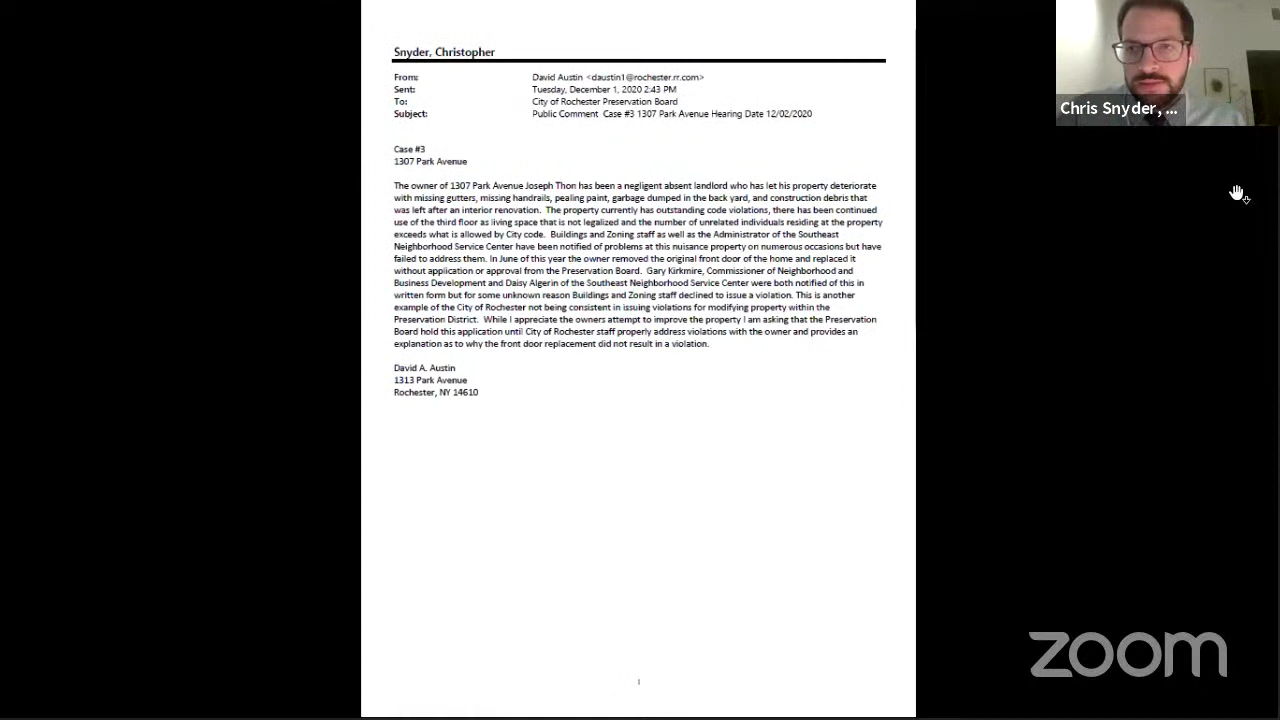 Snyder, Christopher
From: David Austin <daustin1@rochester.rr.com>
Sent: Tuesday, December 1, 2020 2:43 PM
To: City of Rochester Preservation Board
Subject: Public Comment Case #3 1307 Park Avenue Hearing Date 12/02/2020
Case #3
1307 Park Avenue
The owner of 1307 Park Avenue Joseph Thon has been a negligent absent landlord who has let his property deteriorate
with missing gutters, missing handrails, pealing paint, garbage dumped in the back yard, and construction debris that
was left after an interior renovation. The property currently has outstanding code violations, there has been continued
use of the third floor as living space that is not legalized and the number of unrelated individuals residing at the property
exceeds what is allowed by City code. Buildings and Zoning staff as well as the Administrator of the Southeast
Neighborhood Service Center have been notified of problems at this nuisance property on numerous occasions but have
failed to address them. In June of this year the owner removed the original front door of the home and replaced it
without application or approval from the Preservation Board. Gary Kirkmire, Commissioner of Neighborhood and
Business Development and Daisy Algerin of the Southeast Neighborhood Service Center were both notified of this in
written form but for some unknown reason Buildings and Zoning staff declined to issue a violation. This is another
example of the City of Rochester not being consistent in issuing violations for modifying property within the
Preservation District. While I appreciate the owners attempt to improve the property I am asking that the Preservation
Board hold this application until City of Rochester staff properly address violations with the owner and provides an
explanation as to why the front door replacement did not result in a violation.
David A. Austin
1313 Park Avenue
Rochester, NY 14610
1
Chris Snyder, ...
zoom